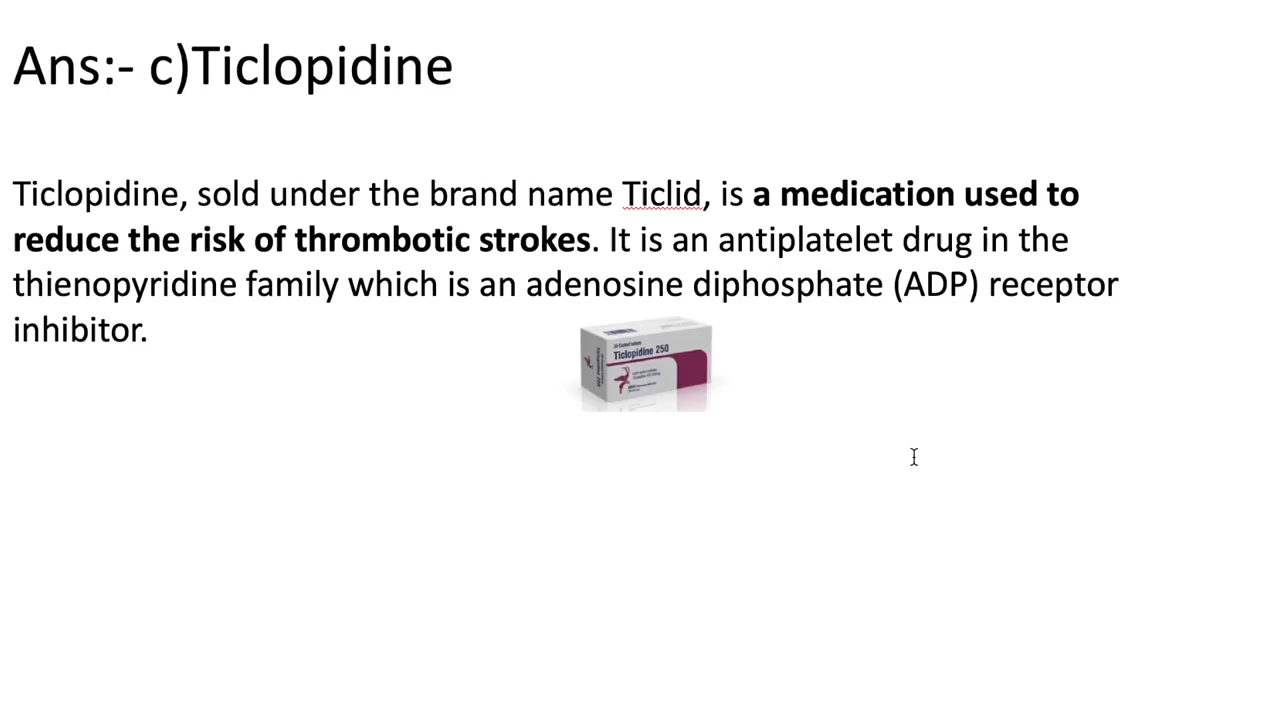 Ans:- c)Ticlopidine
Ticlopidine, sold under the brand name Ticlid, is a medication used to
reduce the risk of thrombotic strokes. It is an antiplatelet drug in the
thienopyridine family which is an adenosine diphosphate (ADP) receptor
inhibitor.
Ticlopidine 250